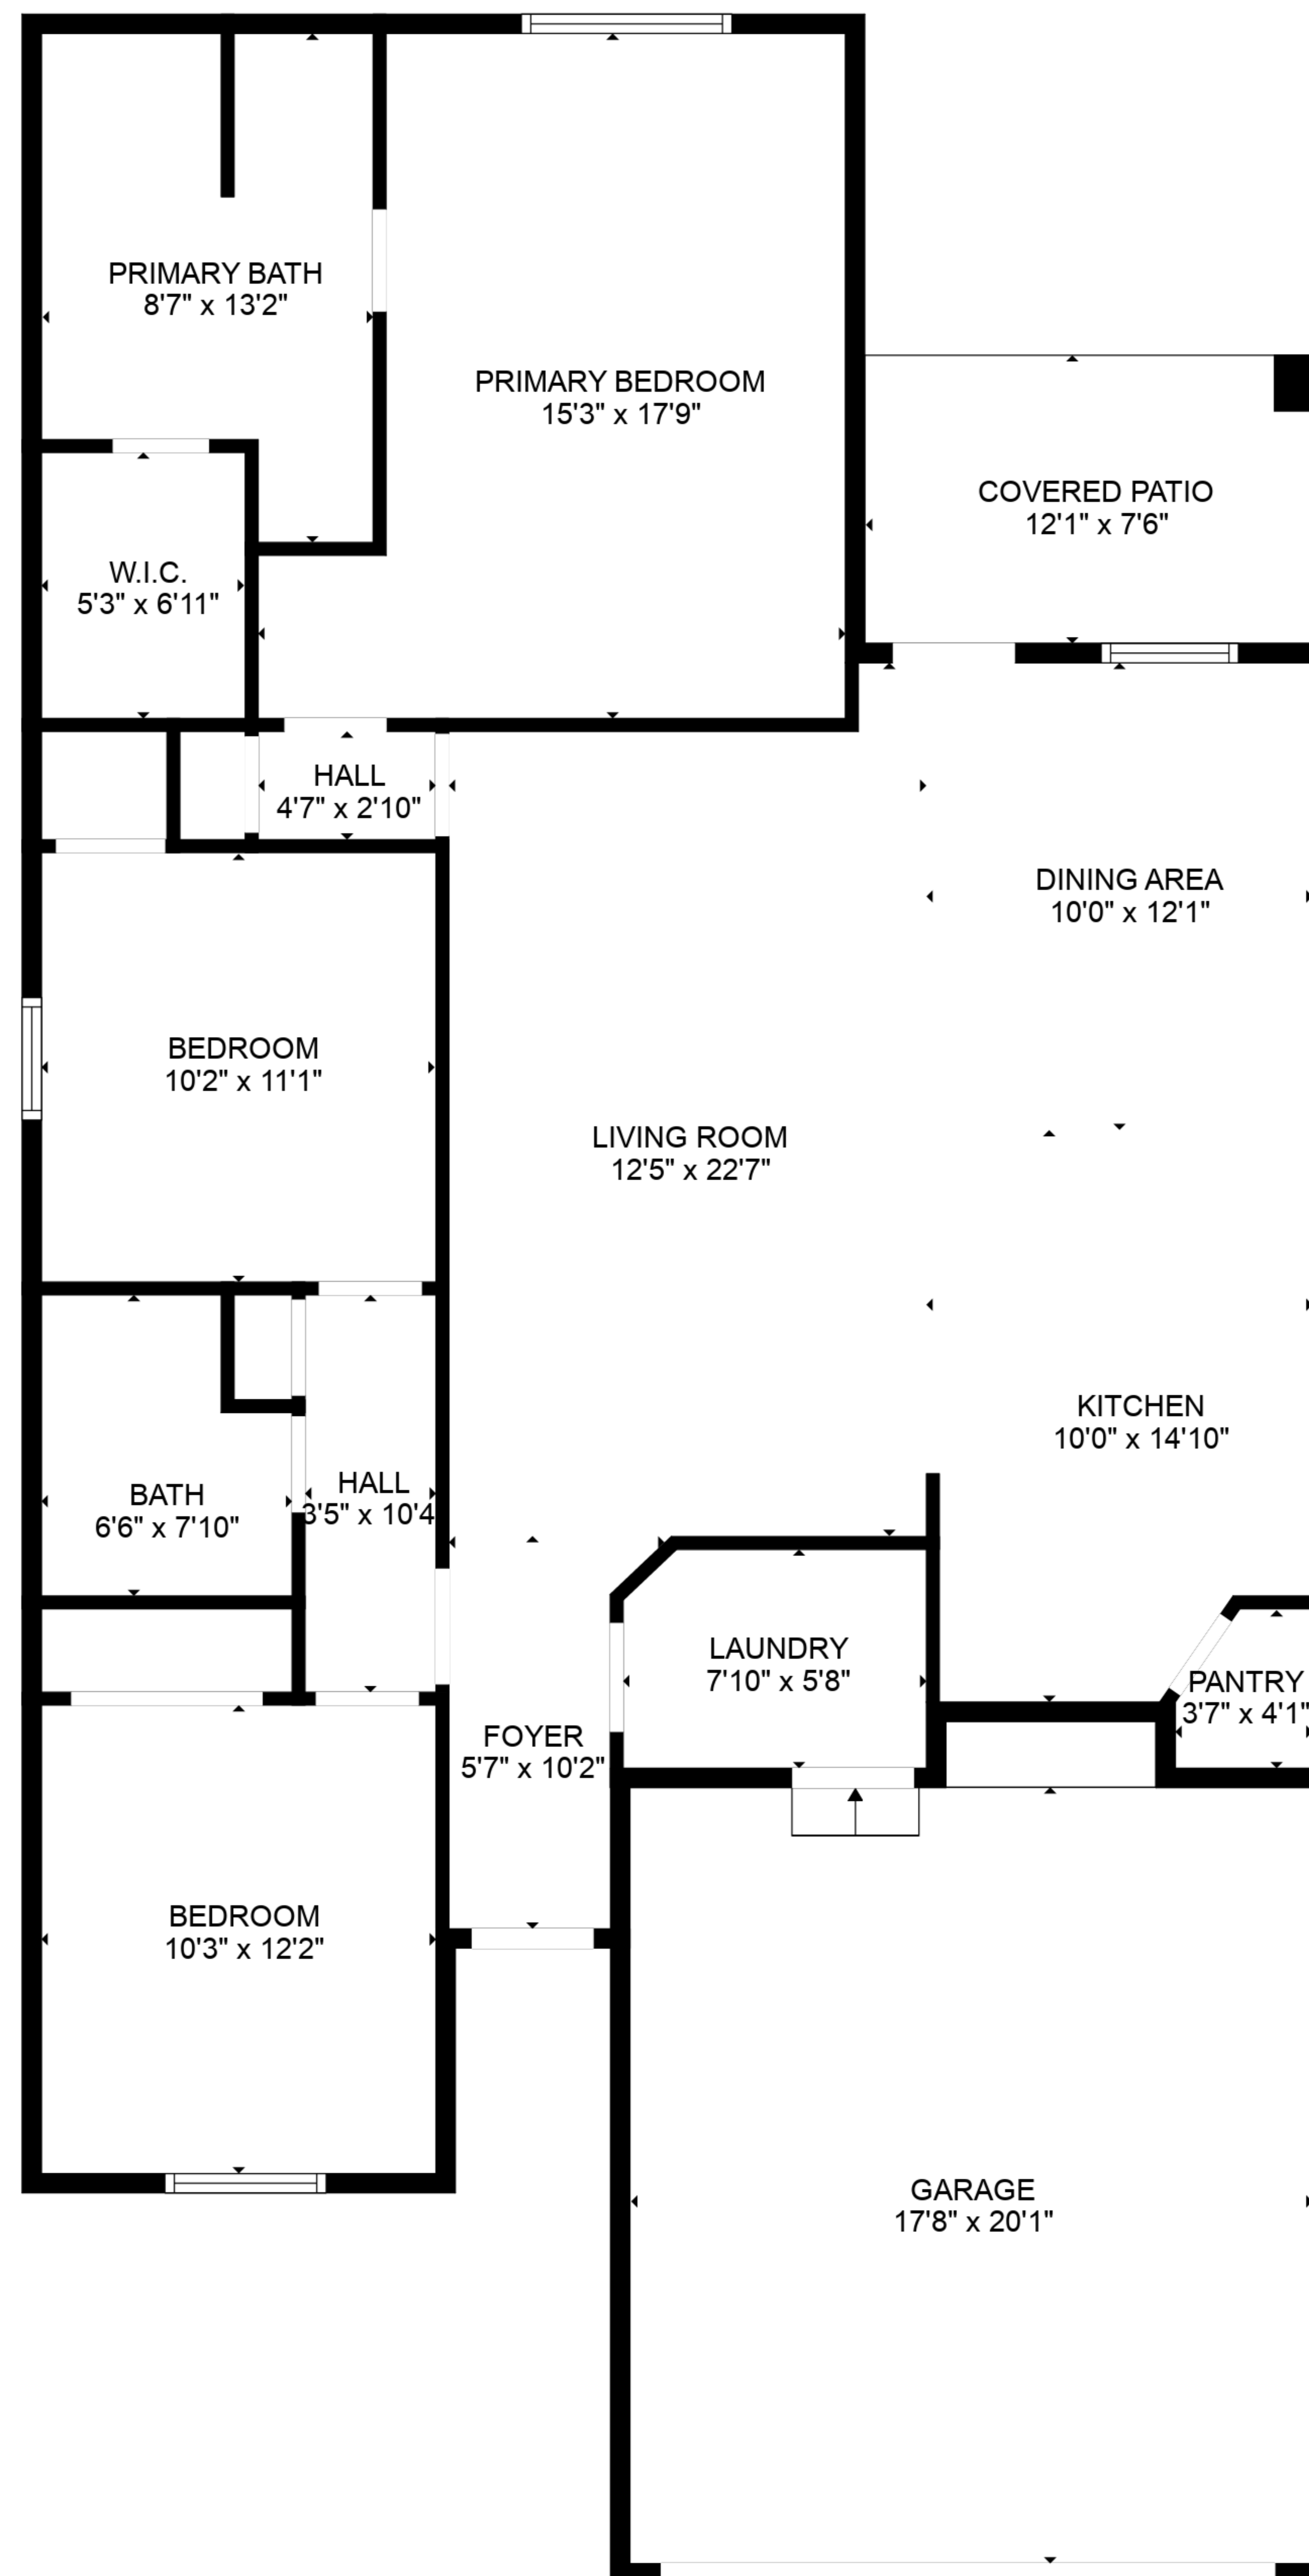 PRIMARY BATH
8'7" x 13'2"
PRIMARY BEDROOM
15'3" x 17'9"
COVERED PATIO
12'1" x 7'6"
W.I.C.
5'3" x 6'11"
HALL
4'7" x 2'10"
DINING AREA
10'0" x 12'1"
BEDROOM
10'2" x 11'1"
LIVING ROOM
12'5" x 22'7"
KITCHEN
10'0" x 14'10"
BATH
6'6" x 7'10"
HALL
3'5" x 10'4
LAUNDRY
7'10" x 5'8"
PANTRY
3'7" x 4'1"
FOYER
5'7" x 10'2"
BEDROOM
10'3" x 12'2"
GARAGE
17'8" x 20'1"